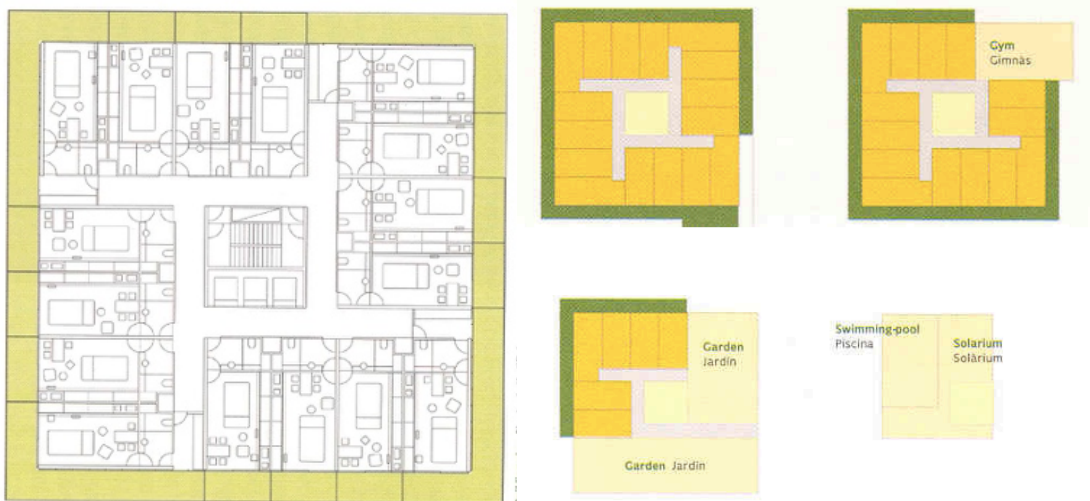 Gym
Gimnàs
Garden
Jardín
Garden Jardín
Swimming-pool
Piscina
Solarium
Solàrium